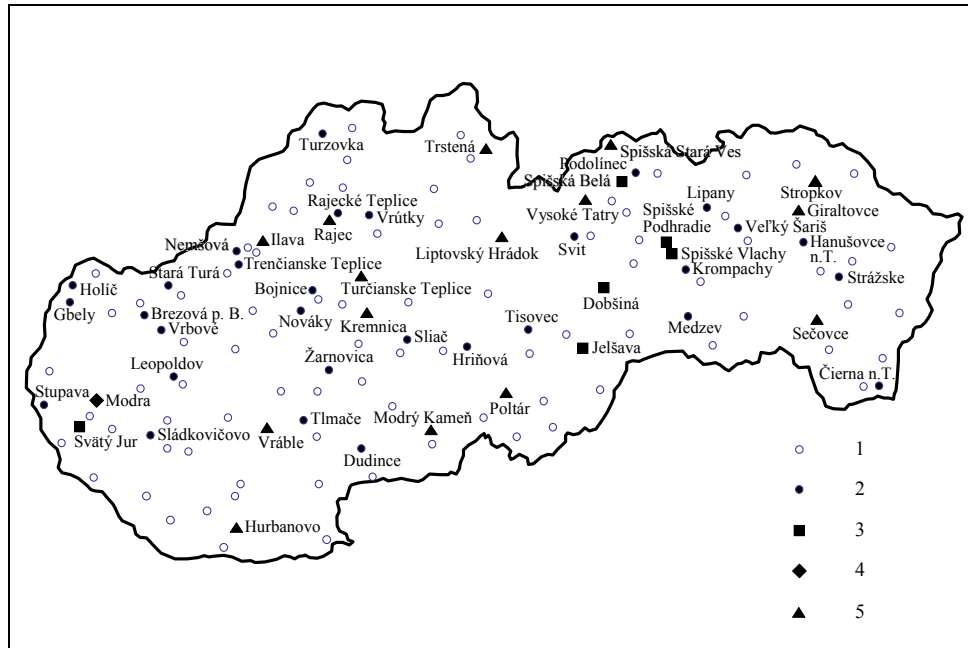 Turzovka
Trstená
Spišská Stará Ves
Podolínec
Spišská Belá
Stropkov
Lipany
Rajecké Teplice
Vrútky
Vysoké Tatry
Spišské
Podhradie
Giraltovce
Rajec
Veľký Šariš
Nemšová
Ilava
Liptovský Hrádok
Svit
Hanušovce
n.T.
Spišské Vlachy
Trenčianske Teplice
Krompachy
Stará Turá
Strážske
Holíč
Bojnice
Turčianske Teplice
Dobšiná
Gbely
Brezová p. B.
Nováky
Kremnica
Tisovec
Medzev
Sečovce
Vrbové
Sliač
Hriňová
Jelšava
Žarnovica
Leopoldov
Čierna n.T.
Stupava
Modra
Poltár
Tlmače
Modrý Kameň
Svätý Jur
Sládkovičovo
Vráble
Dudince
Hurbanovo
1
2
3
4
5